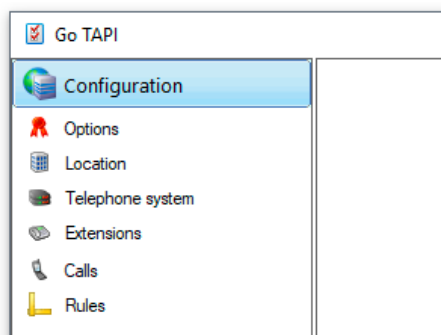 Go TAPI
Configuration
Options
Location
Telephone system
Extensions
Calls
Rules